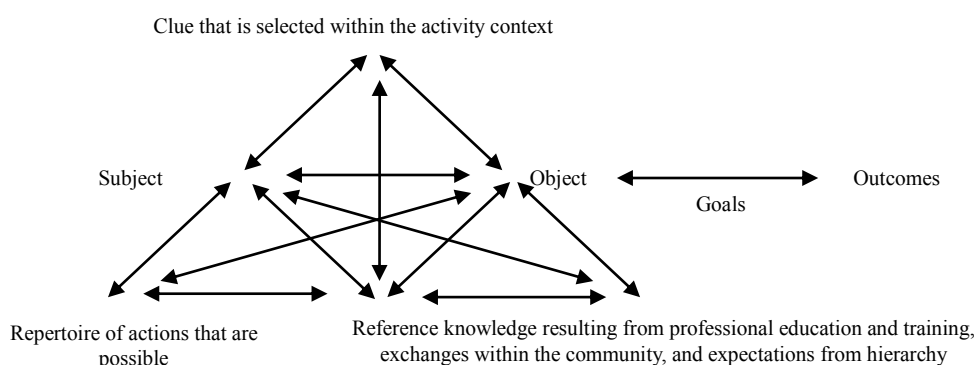 Clue that is selected within the activity context
Subject
Object
Outcomes
Goals
Repertoire of actions that are
possible
Reference knowledge resulting from professional education and training,
exchanges within the community, and expectations from hierarchy